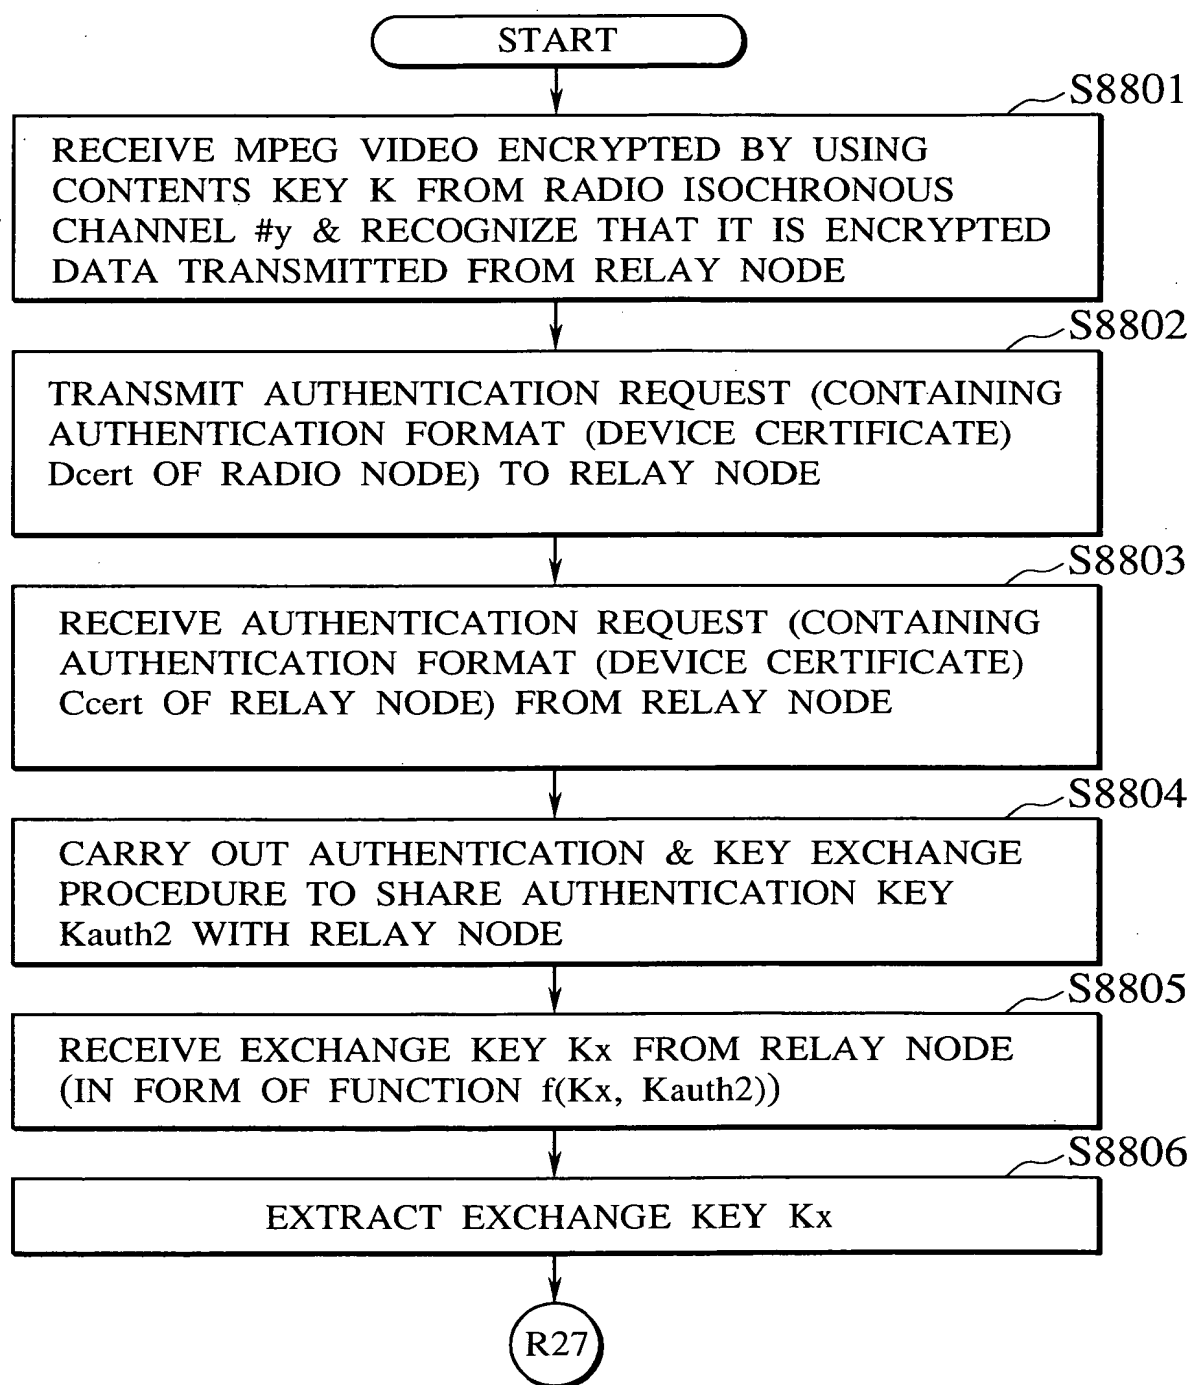 START
S8801
RECEIVE MPEG VIDEO ENCRYPTED BY USING
CONTENTS KEY K FROM RADIO ISOCHRONOUS
CHANNEL #y & RECOGNIZE THAT IT IS ENCRYPTED
DATA TRANSMITTED FROM RELAY NODE
S8802
TRANSMIT AUTHENTICATION REQUEST (CONTAINING
AUTHENTICATION FORMAT (DEVICE CERTIFICATE)
Dcert OF RADIO NODE) TO RELAY NODE
S8803
RECEIVE AUTHENTICATION REQUEST (CONTAINING
AUTHENTICATION FORMAT (DEVICE CERTIFICATE)
Ccert OF RELAY NODE) FROM RELAY NODE
S8804
CARRY OUT AUTHENTICATION & KEY EXCHANGE
PROCEDURE TO SHARE AUTHENTICATION KEY
Kauth2 WITH RELAY NODE
S8805
RECEIVE EXCHANGE KEY Kx FROM RELAY NODE
(IN FORM OF FUNCTION f(Kx, Kauth2))
S8806
EXTRACT EXCHANGE KEY Kx
R27